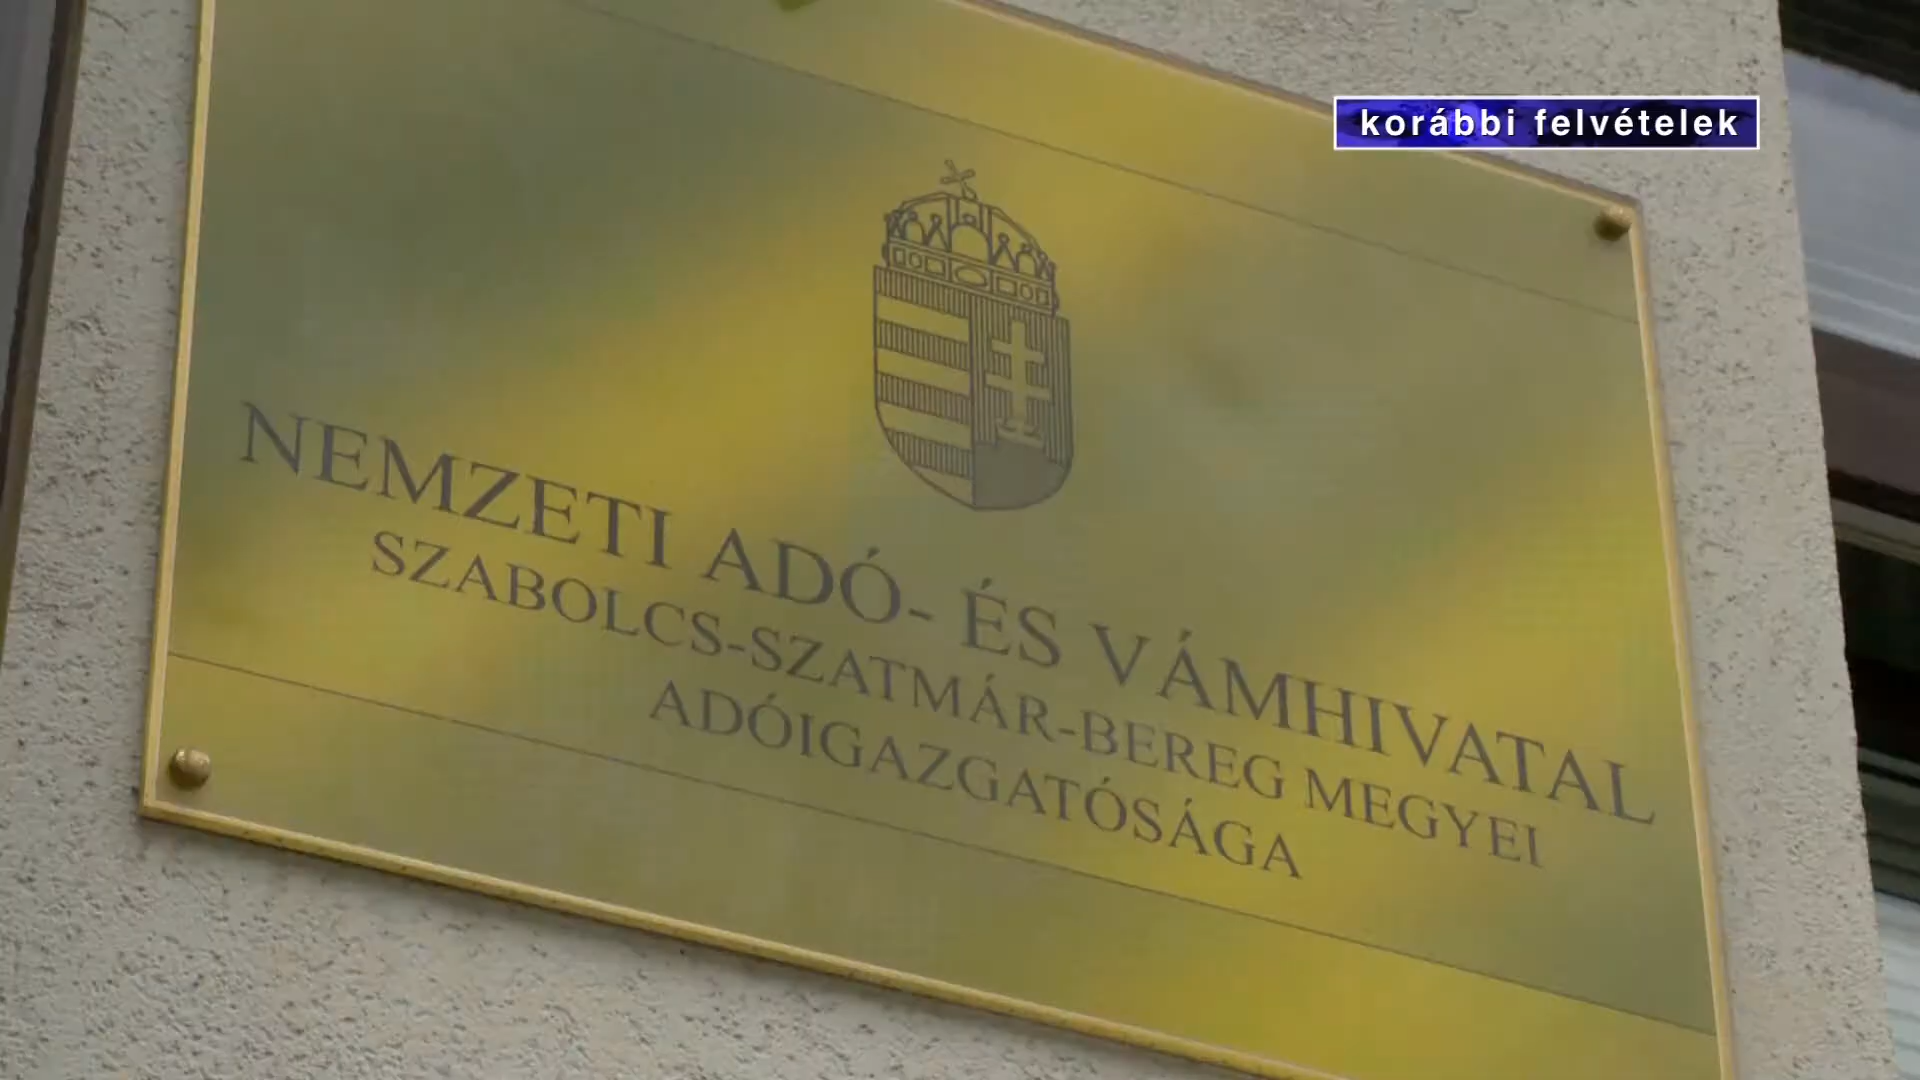 korábbi felvételek
NEMZETI ADÓ- ÉS VÁMHIVATAL
SZABOLCS-SZATMÁR-BEREG MEGYEI
ADÓIGAZGATÓSÁGA